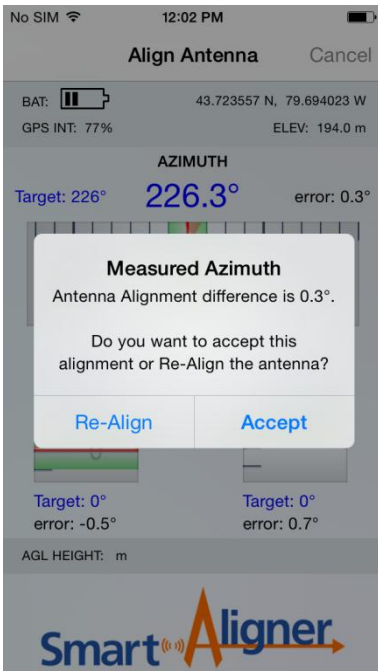 No SIM 12:02 PM
Align Antenna Cancel
BAT: 43.723557 N, 79.694023 W
GPS INT: 77% ELEV: 194.0 m
AZIMUTH
Target: 226° 226.3° error: 0.3°
Measured Azimuth
Antenna Alignment difference is 0.3°.
Do you want to accept this
alignment or Re-Align the antenna?
Re-Align Accept
0
Target: 0° Target: 0°
error: -0.5° error: 0.7°
AGL HEIGHT: m
Smart Aligner